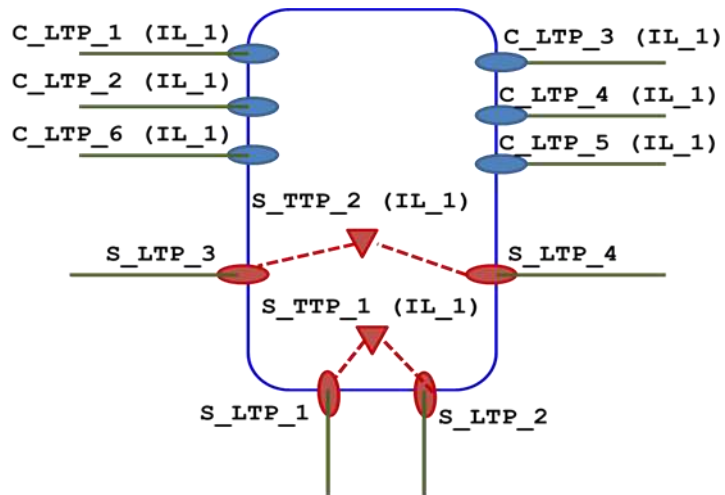 C_LTP_1 (IL_1)
C_LTP_3 (IL_1)
C_LTP_2 (IL_1)
C_LTP_4 (IL_1)
C_LTP_6 (IL_1)
C_LTP_5 (IL_1)
S_TTP_2 (IL_1)
S_LTP_3
S_LTP_4
S_TTP_1 (IL_1)
S_LTP_1
S_LTP_2